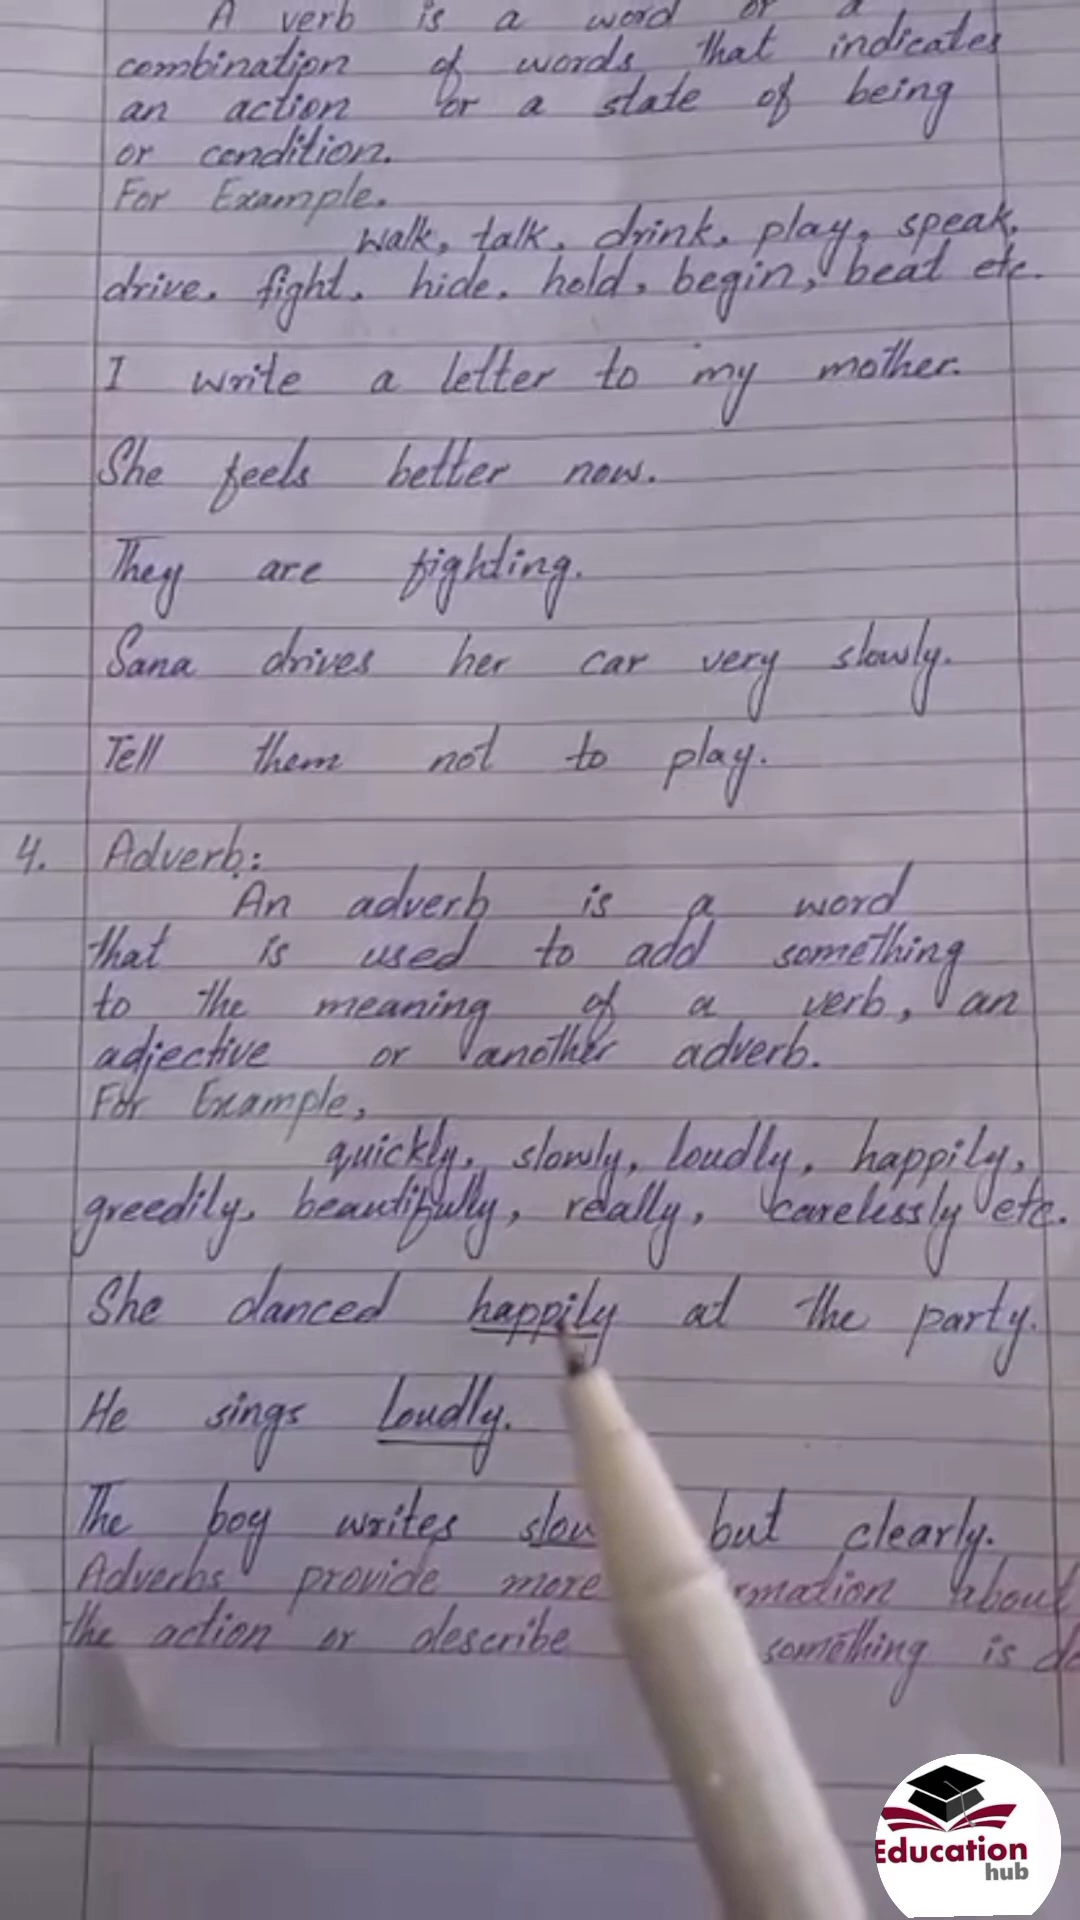 A verb is a word or a
combination of words that indicates
an action or a state of being
or condition.
For Example.
walk, talk, drink, play, speak,
drive, fight, hide, hold, begin, beat etc.
I write a letter to my mother.
She feels better now.
They are fighting.
Sana drives her car very slowly.
Tell them not to play.
4. Adverb:
An adverb is a word
that is used to add something
to the meaning of a verb, an
adjective or another adverb.
For Example,
quickly, slowly, loudly, happily,
greedily, beautifully, really, carelessly etc.
She danced happily at the party.
He sings loudly.
The boy writes but clearly.
Adverbs provide more about
the action or describe something is
Education
hub